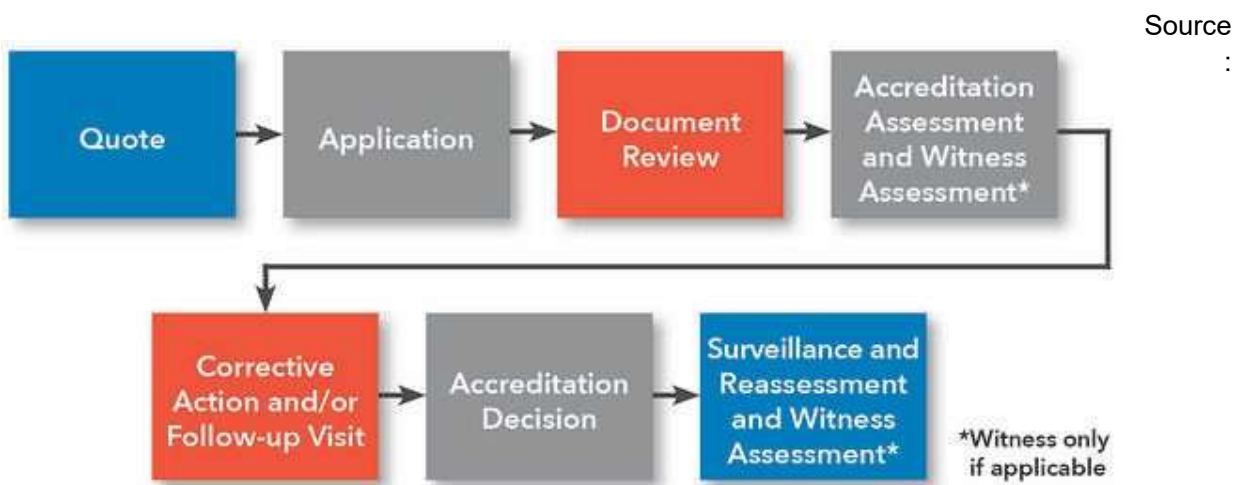 Source
:
Quote
Application
Document
Review
Accreditation
Assessment
and Witness
Assessment*
Corrective
Action and/or
Follow-up Visit
Accreditation
Decision
Surveillance and
Reassessment
and Witness
Assessment*
*Witness only
if applicable